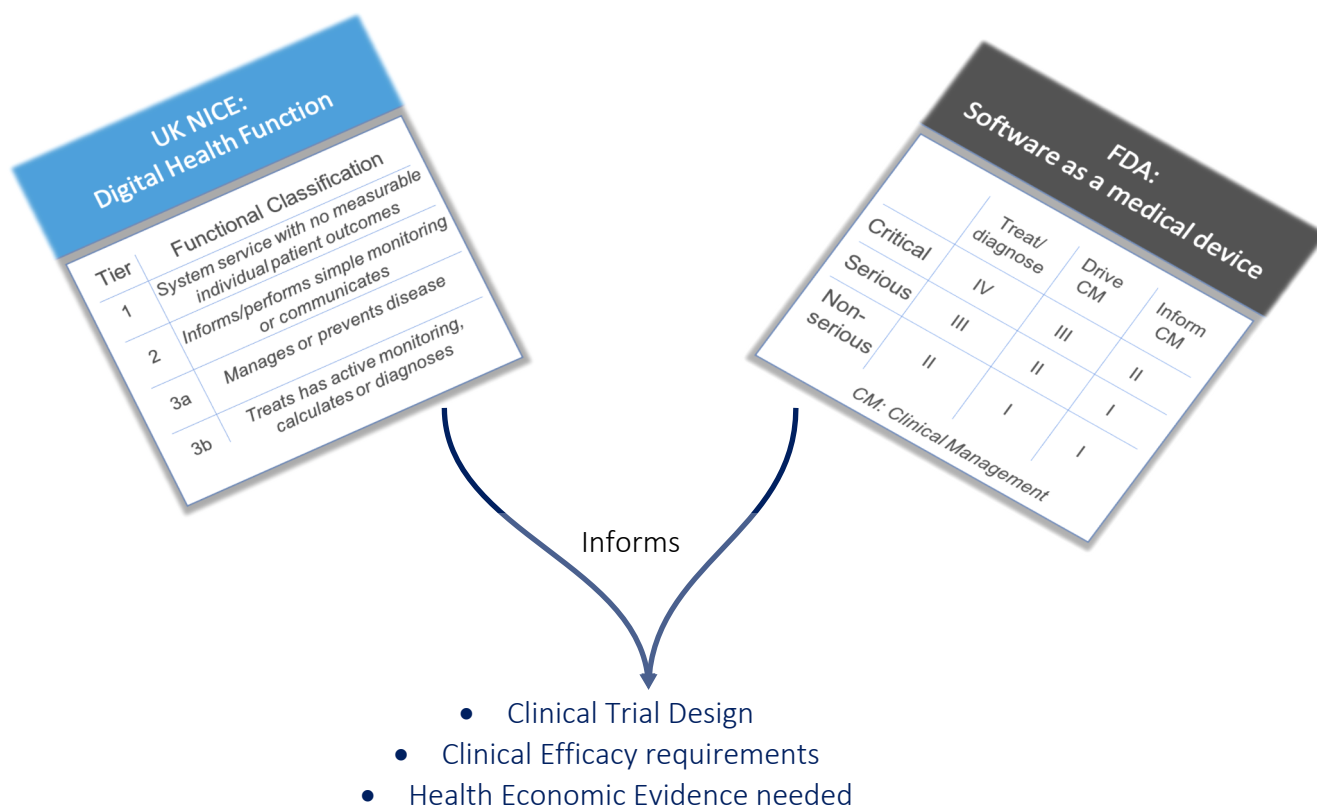 UK NICE:
Digital Health Function
Tier Functional Classification
1 System service with no measurable
individual patient outcomes
2 Informs/performs simple monitoring
or communicates
3a Manages or prevents disease
3b Treats has active monitoring,
calculates or diagnoses
FDA:
Software as a medical device
Treat/
diagnose
Drive
CM
Inform
CM
Critical IV III II
Serious III II I
Non-
serious II I I
CM: Clinical Management
Informs
• Clinical Trial Design
• Clinical Efficacy requirements
• Health Economic Evidence needed